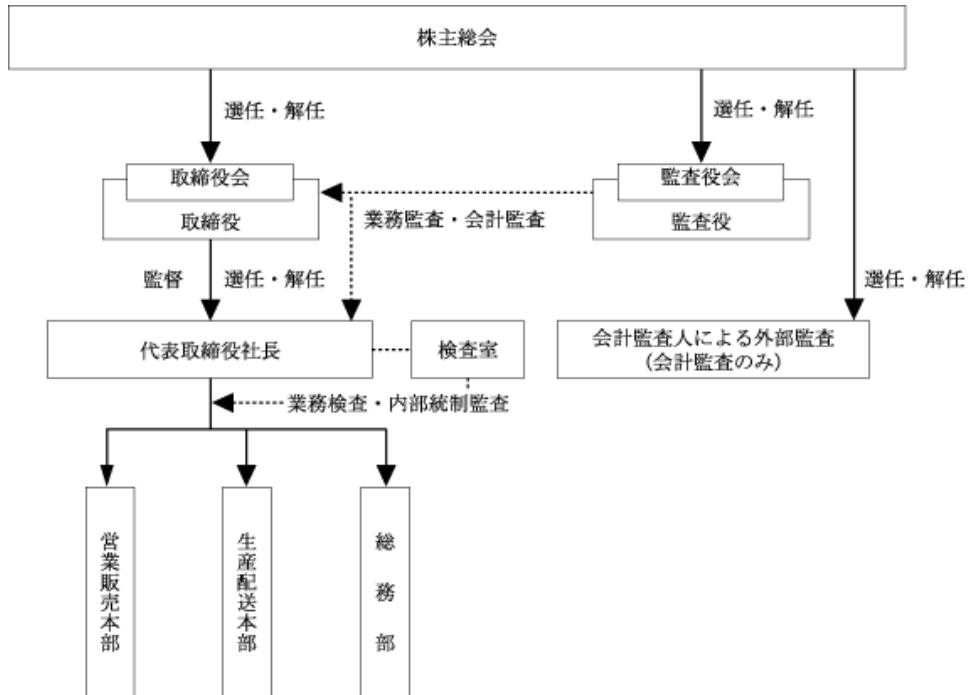 株主総会
選任・解任
選任・解任
取締役会
監査役会
取締役
業務監査・会計監査
監査役
監督
選任・解任
選任・解任
代表取締役社長
検査室
会計監査人による外部監査
(会計監査のみ)
業務検査・内部統制監査
営業販売本部
生産配送本部
総務部